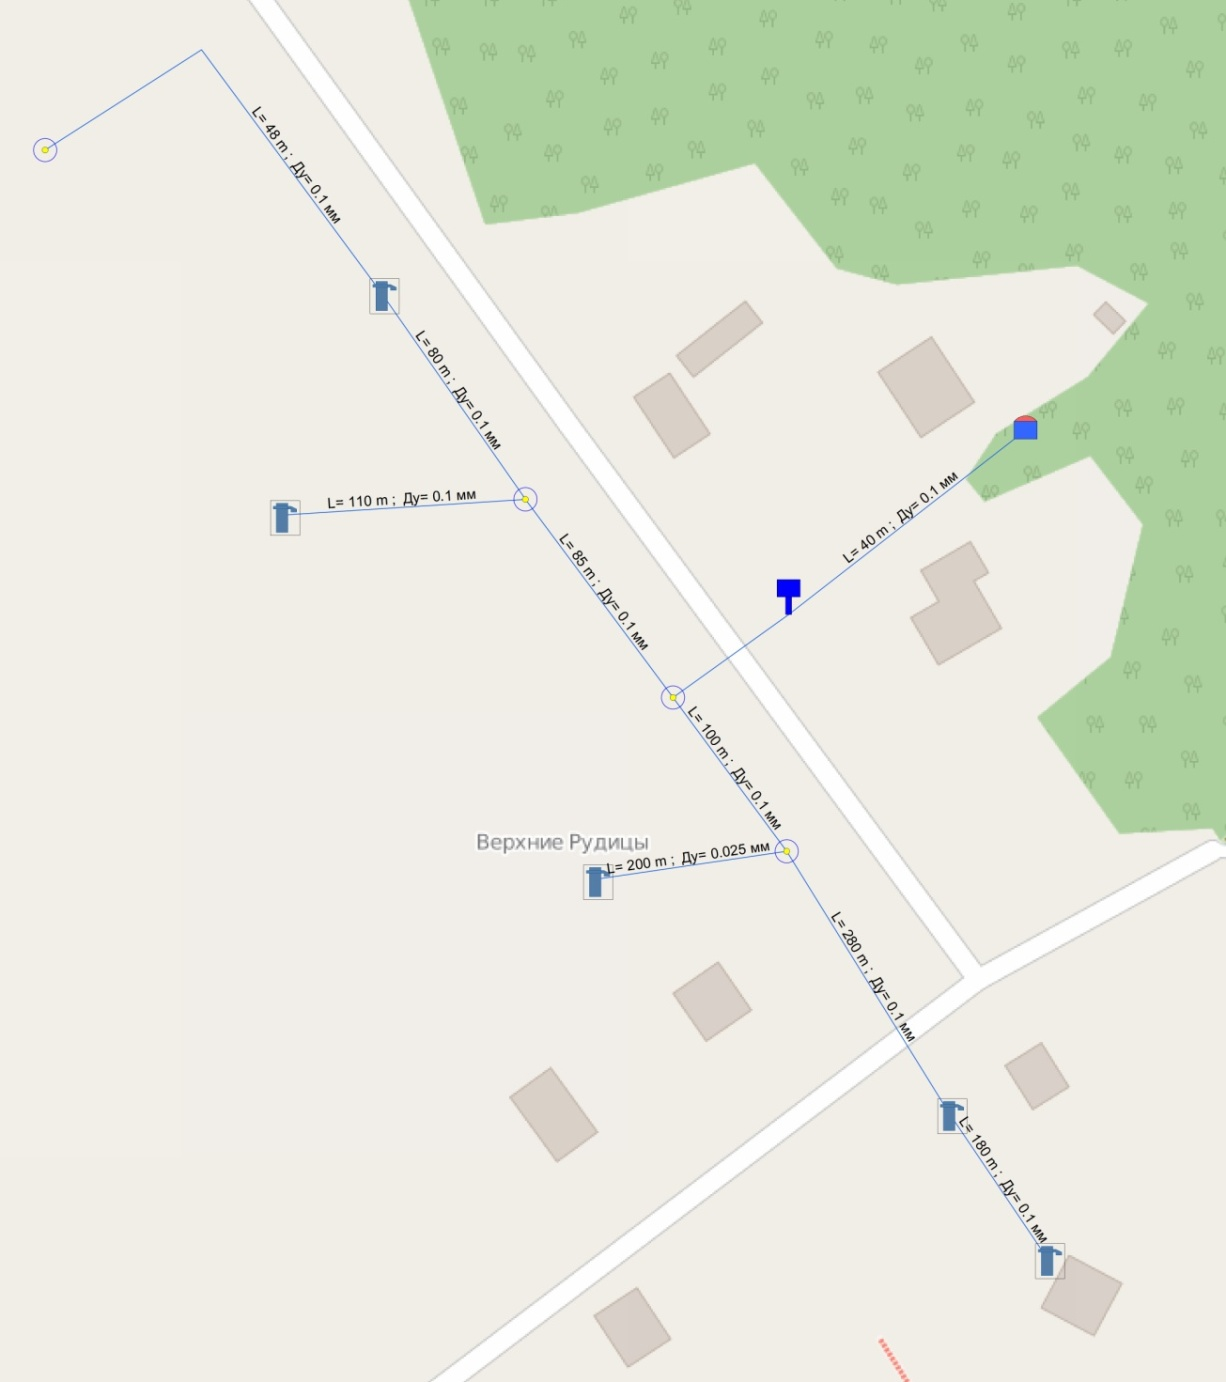 L= 48 m ;  Ду= 0.1 мм
L= 80 m ;  Ду= 0.1 мм
L= 110 m ;  Ду= 0.1 мм
L= 40 m ;  Ду= 0.1 мм
L= 85 m ;  Ду= 0.1 мм
L= 100 m ;  Ду= 0.1 мм
Верхние Рудицы
L= 200 m ;  Ду= 0.025 мм
L= 280 m ;  Ду= 0.1 мм
L= 180 m ;  Ду= 0.1 мм